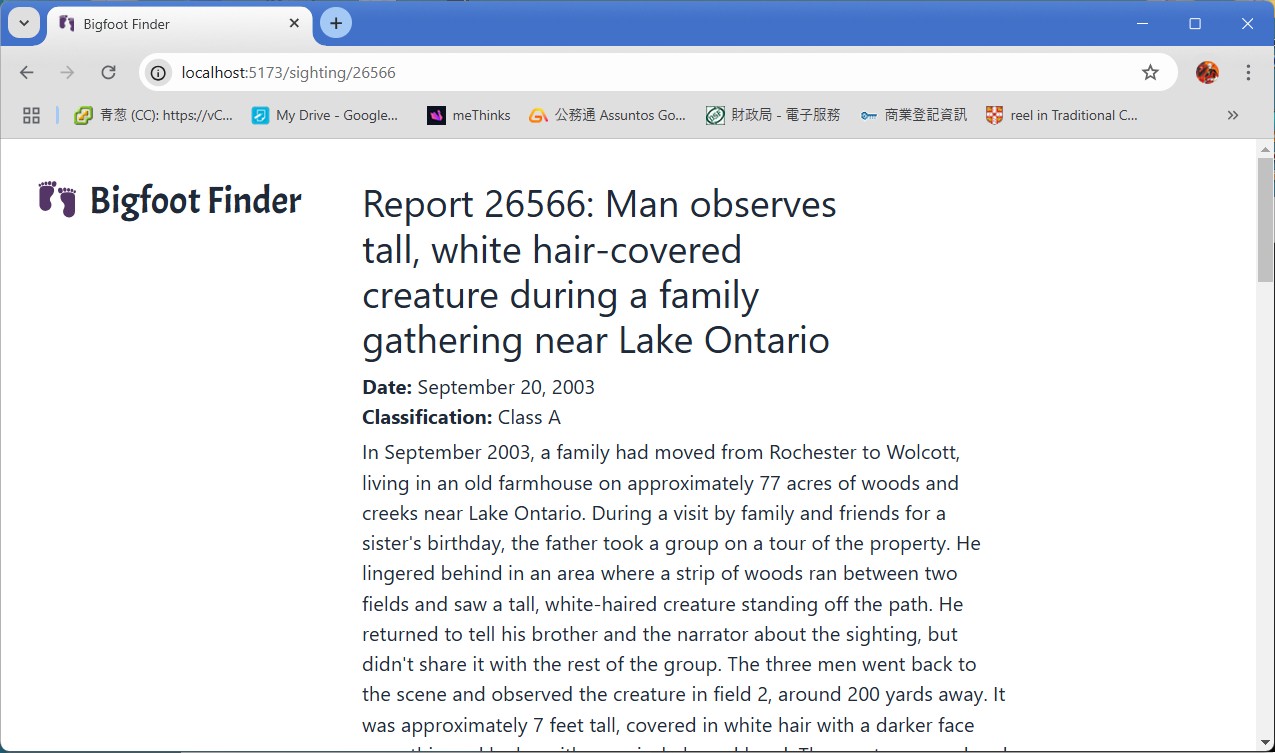 Bigfoot Finder
localhost:5173/sighting/26566
青葱 (CC): https://vC...
My Drive - Google...
meThinks
公務通 Assuntos Go...
財政局 - 電子服務
商業登記資訊
reel in Traditional C...
Bigfoot Finder
Report 26566: Man observes
tall, white hair-covered
creature during a family
gathering near Lake Ontario
Date: September 20, 2003
Classification: Class A
In September 2003, a family had moved from Rochester to Wolcott,
living in an old farmhouse on approximately 77 acres of woods and
creeks near Lake Ontario. During a visit by family and friends for a
sister's birthday, the father took a group on a tour of the property. He
lingered behind in an area where a strip of woods ran between two
fields and saw a tall, white-haired creature standing off the path. He
returned to tell his brother and the narrator about the sighting, but
didn't share it with the rest of the group. The three men went back to
the scene and observed the creature in field 2, around 200 yards away. It
was approximately 7 feet tall, covered in white hair with a darker face